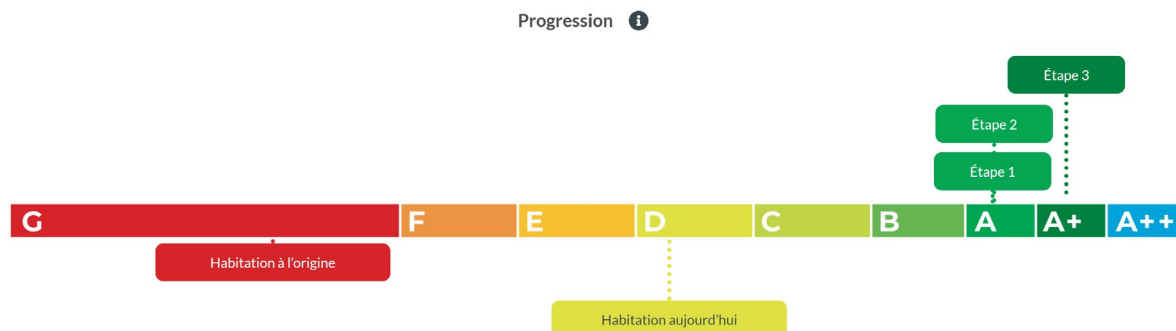 Progression i
Étape 3
Étape 2
Étape 1
G F E D C B A A+ A++
Habitation à l'origine
Habitation aujourd'hui